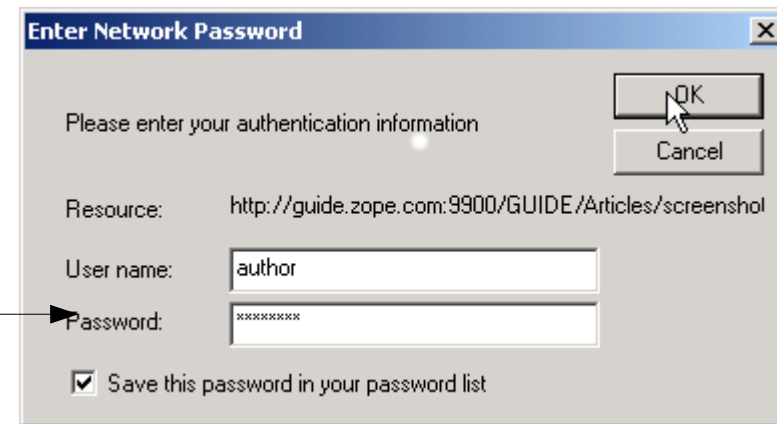 Enter Network Password
OK
Please enter your authentication information
Cancel
Resource: http://guide.zope.com:9900/GUIDE/Articles/screenshot
User name: author
Password: ********
Save this password in your password list